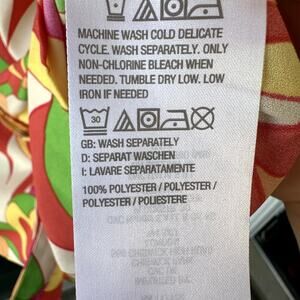 MACHINE WASH COLD DELICATE
CYCLE. WASH SEPARATELY. ONLY
NON-CHLORINE BLEACH WHEN
NEEDED. TUMBLE DRY LOW. LOW
IRON IF NEEDED
30
GB: WASH SEPARATELY
D: SEPARAT WASCHEN
I: LAVARE SEPARATAMENTE
100% POLYESTER / POLYESTER /
POLYESTER / POLIESTERE